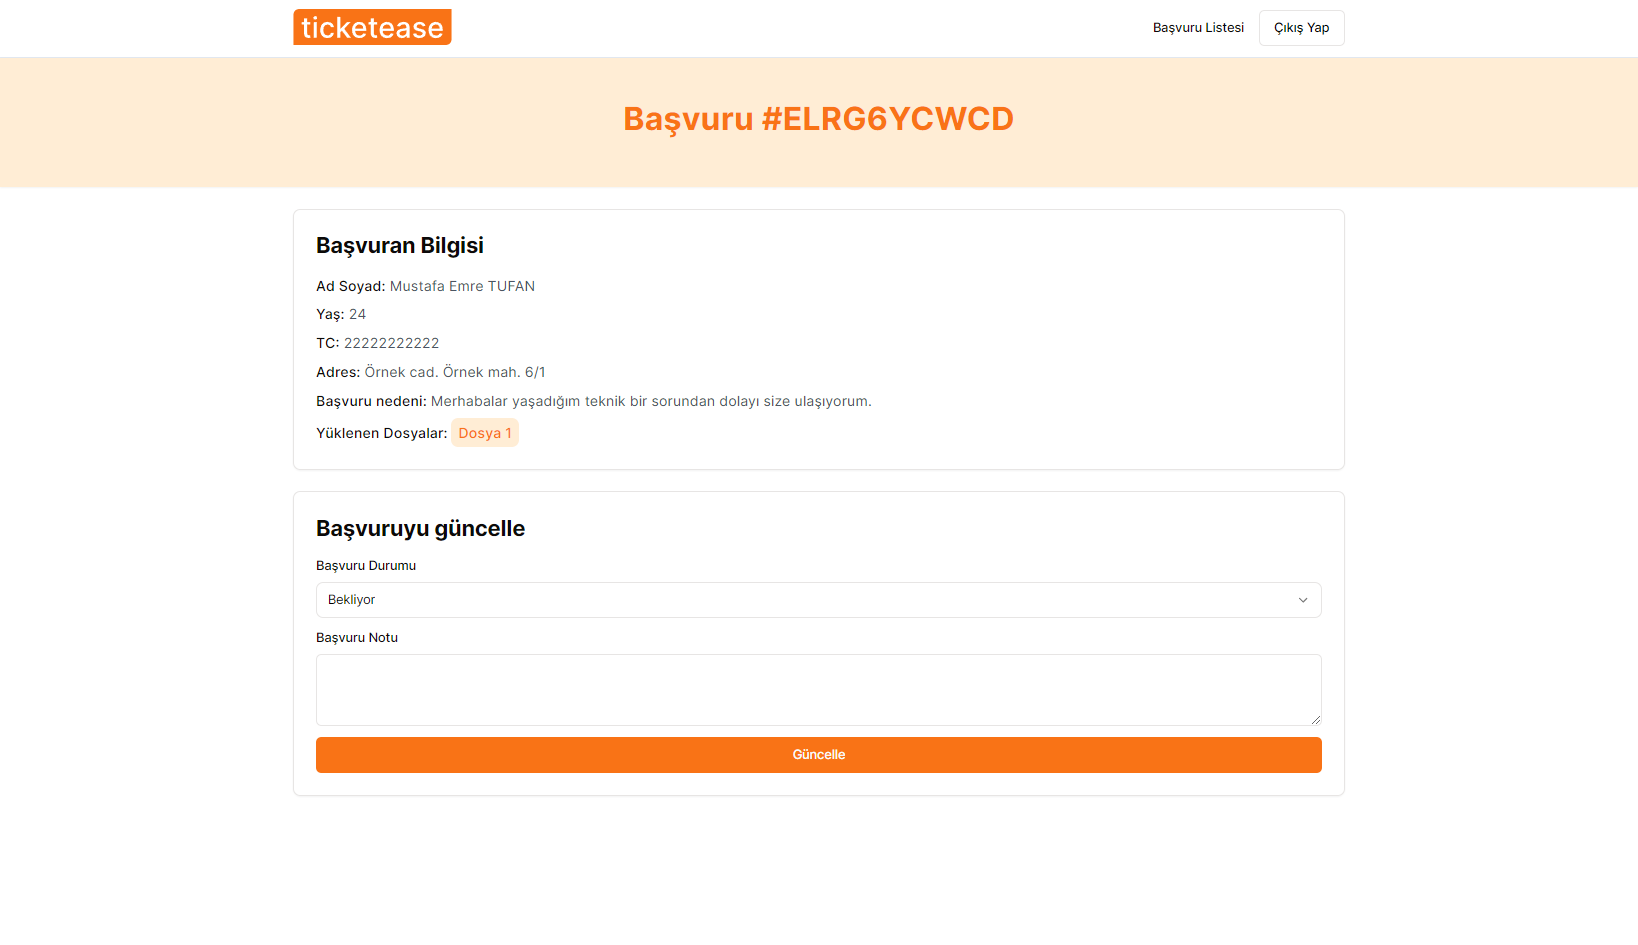 ticketease
Başvuru Listesi
Çıkış Yap
Başvuru #ELRG6YCWCD
Başvuran Bilgisi
Ad Soyad: Mustafa Emre TUFAN
Yaş: 24
TC: 22222222222
Adres: Örnek cad. Örnek mah. 6/1
Başvuru nedeni: Merhabalar yaşadığım teknik bir sorundan dolayı size ulaşıyorum.
Yüklenen Dosyalar: Dosya 1
Başvuruyu güncelle
Başvuru Durumu
Bekliyor
Başvuru Notu
Güncelle